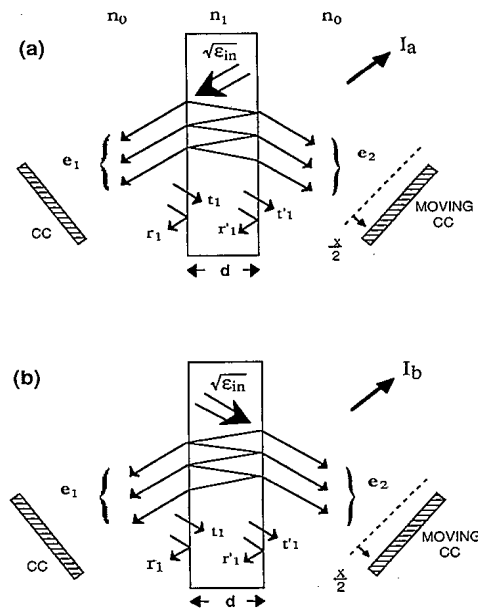 n₀ n₁ n₀
(a)
√εin
Ia
e₁
e₂
CC
t₁
t'₁
r₁
r'₁
MOVING
CC
x/2
d
(b)
√εin
Ib
e₁
e₂
CC
t₁
t'₁
r₁
r'₁
MOVING
CC
x/2
d